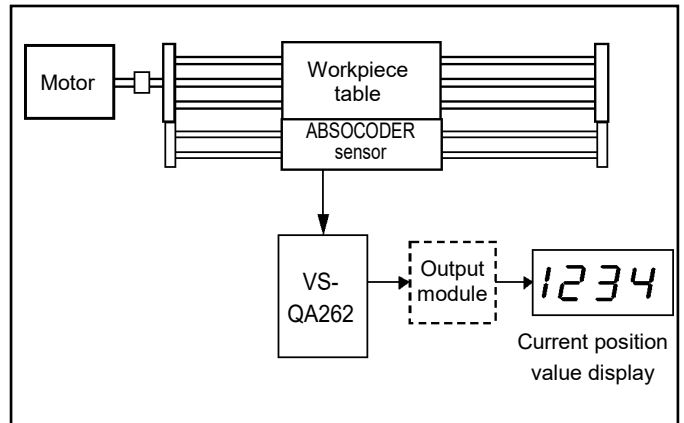 Motor
Workpiece
table
ABSOCODER
sensor
VS-
QA262
Output
module
1234
Current position
value display